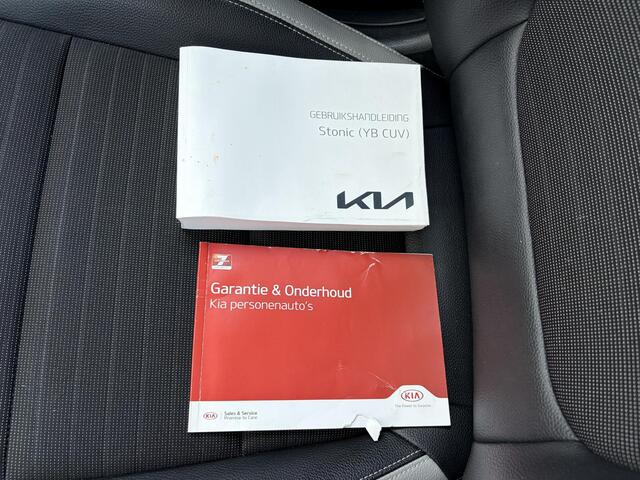 GEBRUIKSHANDLEIDING
Stonic (YB CUV)
KIA
7
Garantie & Onderhoud
Kia personenauto's
KIA
The Power to Surprise
KIA Sales & Service
Promise to Care